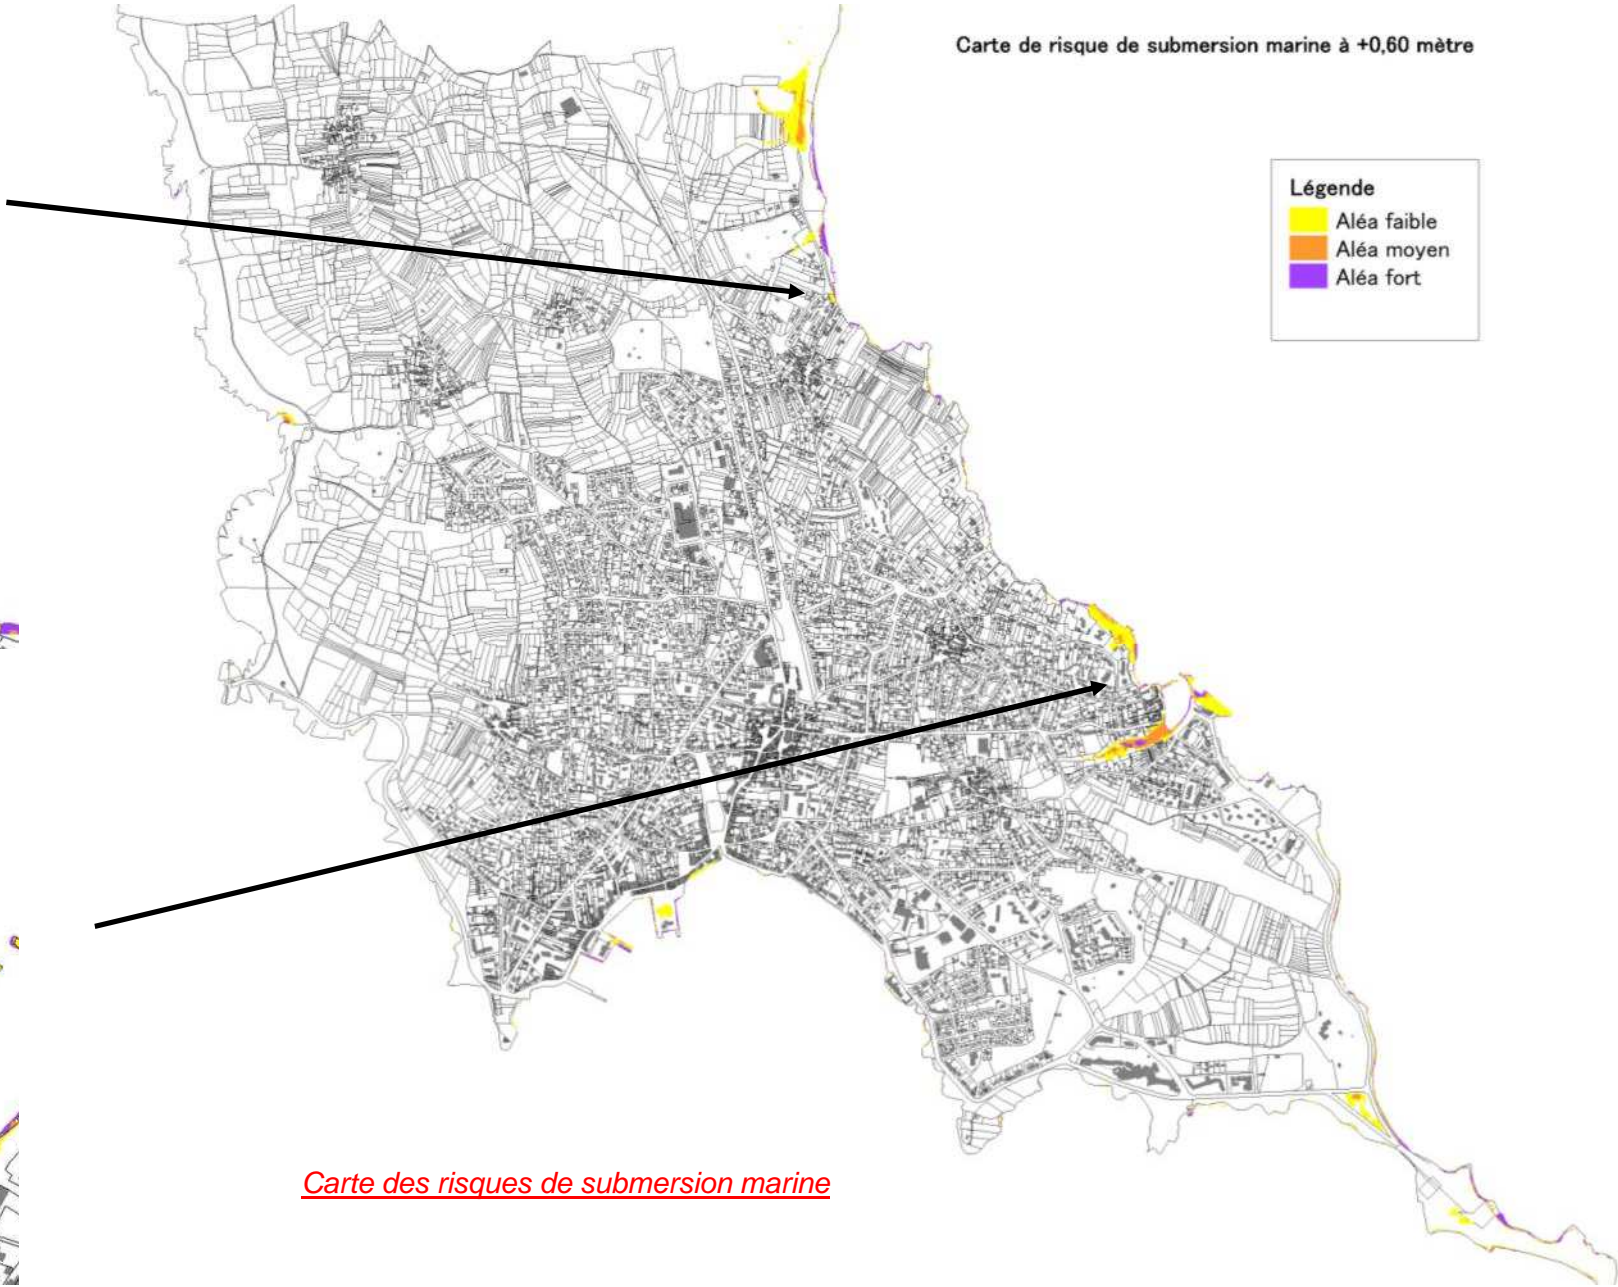 Carte de risque de submersion marine à +0,60 mètre
Légende
Aléa faible
Aléa moyen
Aléa fort
Carte des risques de submersion marine